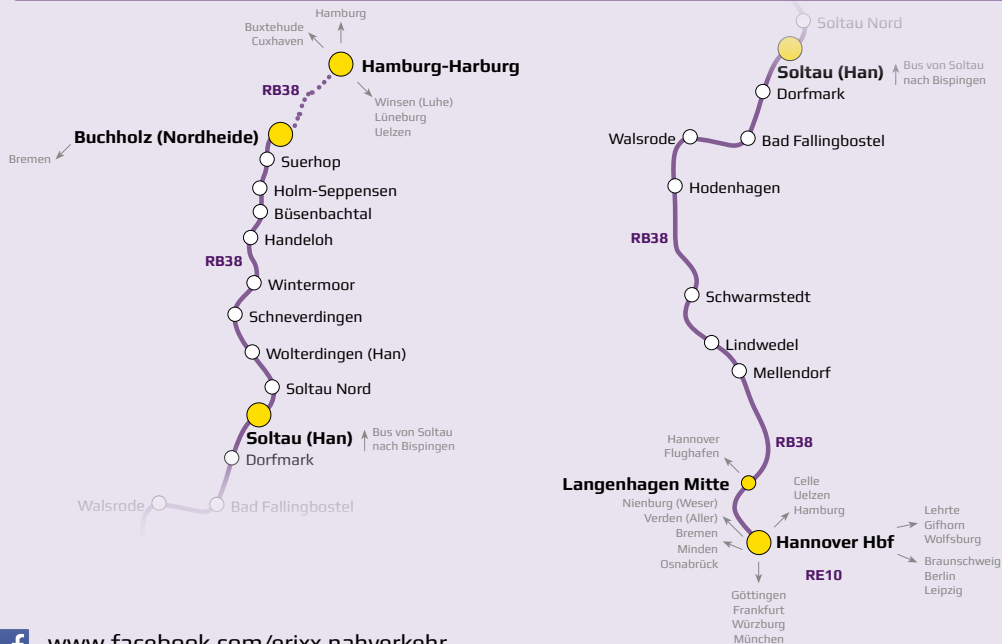 Hamburg
Buxtehude
Cuxhaven
Hamburg-Harburg
RB38
Winsen (Luhe)
Lüneburg
Uelzen
Buchholz (Nordheide)
Bremen
Suerhop
Holm-Seppensen
Büsenbachtal
Handeloh
RB38
Wintermoor
Schneverdingen
Wolterdingen (Han)
Soltau Nord
Soltau (Han)
Bus von Soltau
nach Bispingen
Dorfmark
Walsrode
Bad Fallingbostel
Soltau Nord
Soltau (Han)
Bus von Soltau
nach Bispingen
Dorfmark
Walsrode
Bad Fallingbostel
Hodenhagen
RB38
Schwarmstedt
Lindwedel
Mellendorf
RB38
Hannover
Flughafen
Langenhagen Mitte
Celle
Uelzen
Hamburg
Nienburg (Weser)
Verden (Aller)
Bremen
Minden
Osnabrück
Hannover Hbf
Lehrte
Gifhorn
Wolfsburg
RE10
Braunschweig
Berlin
Leipzig
Göttingen
Frankfurt
Würzburg
München
f www.facebook.com/erixx.nahverkehr